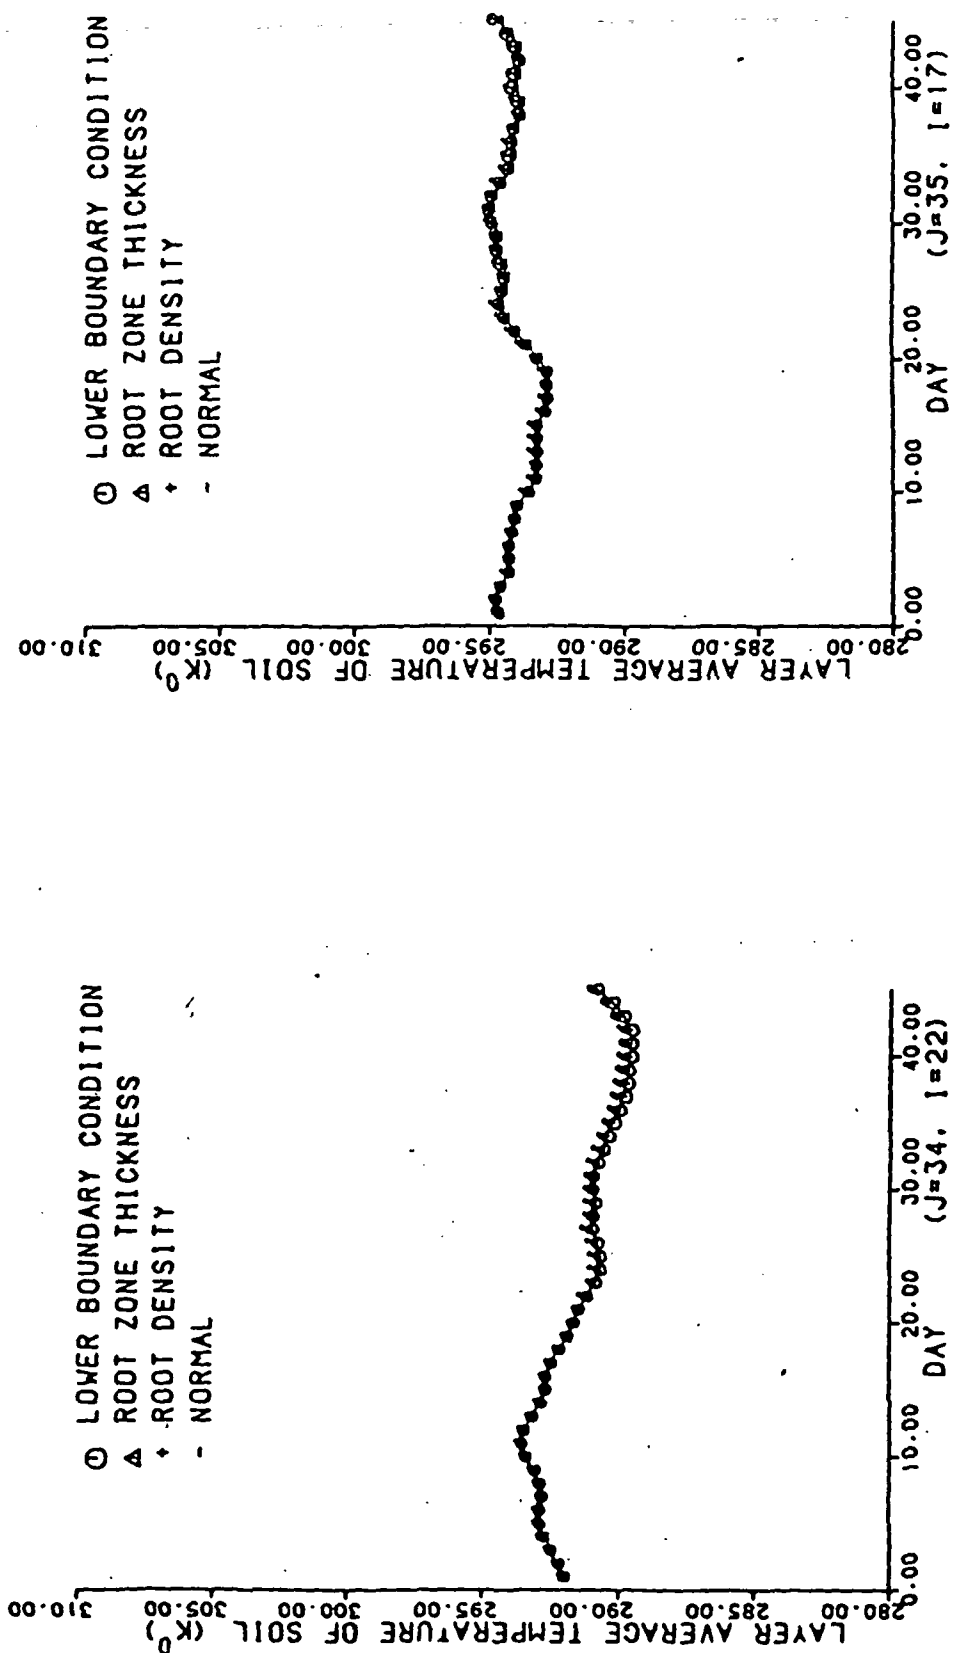 LOWER BOUNDARY CONDITION
ROOT ZONE THICKNESS
+ ROOT DENSITY
- NORMAL
LAYER AVERAGE TEMPERATURE OF SOIL (K⁰)
310.00
305.00
300.00
295.00
290.00
285.00
280.00
0.00 10.00 20.00 30.00 40.00
DAY (J=34, I=22)
LOWER BOUNDARY CONDITION
ROOT ZONE THICKNESS
+ ROOT DENSITY
- NORMAL
LAYER AVERAGE TEMPERATURE OF SOIL (K⁰)
310.00
305.00
300.00
295.00
290.00
285.00
280.00
0.00 10.00 20.00 30.00 40.00
DAY (J=35, I=17)